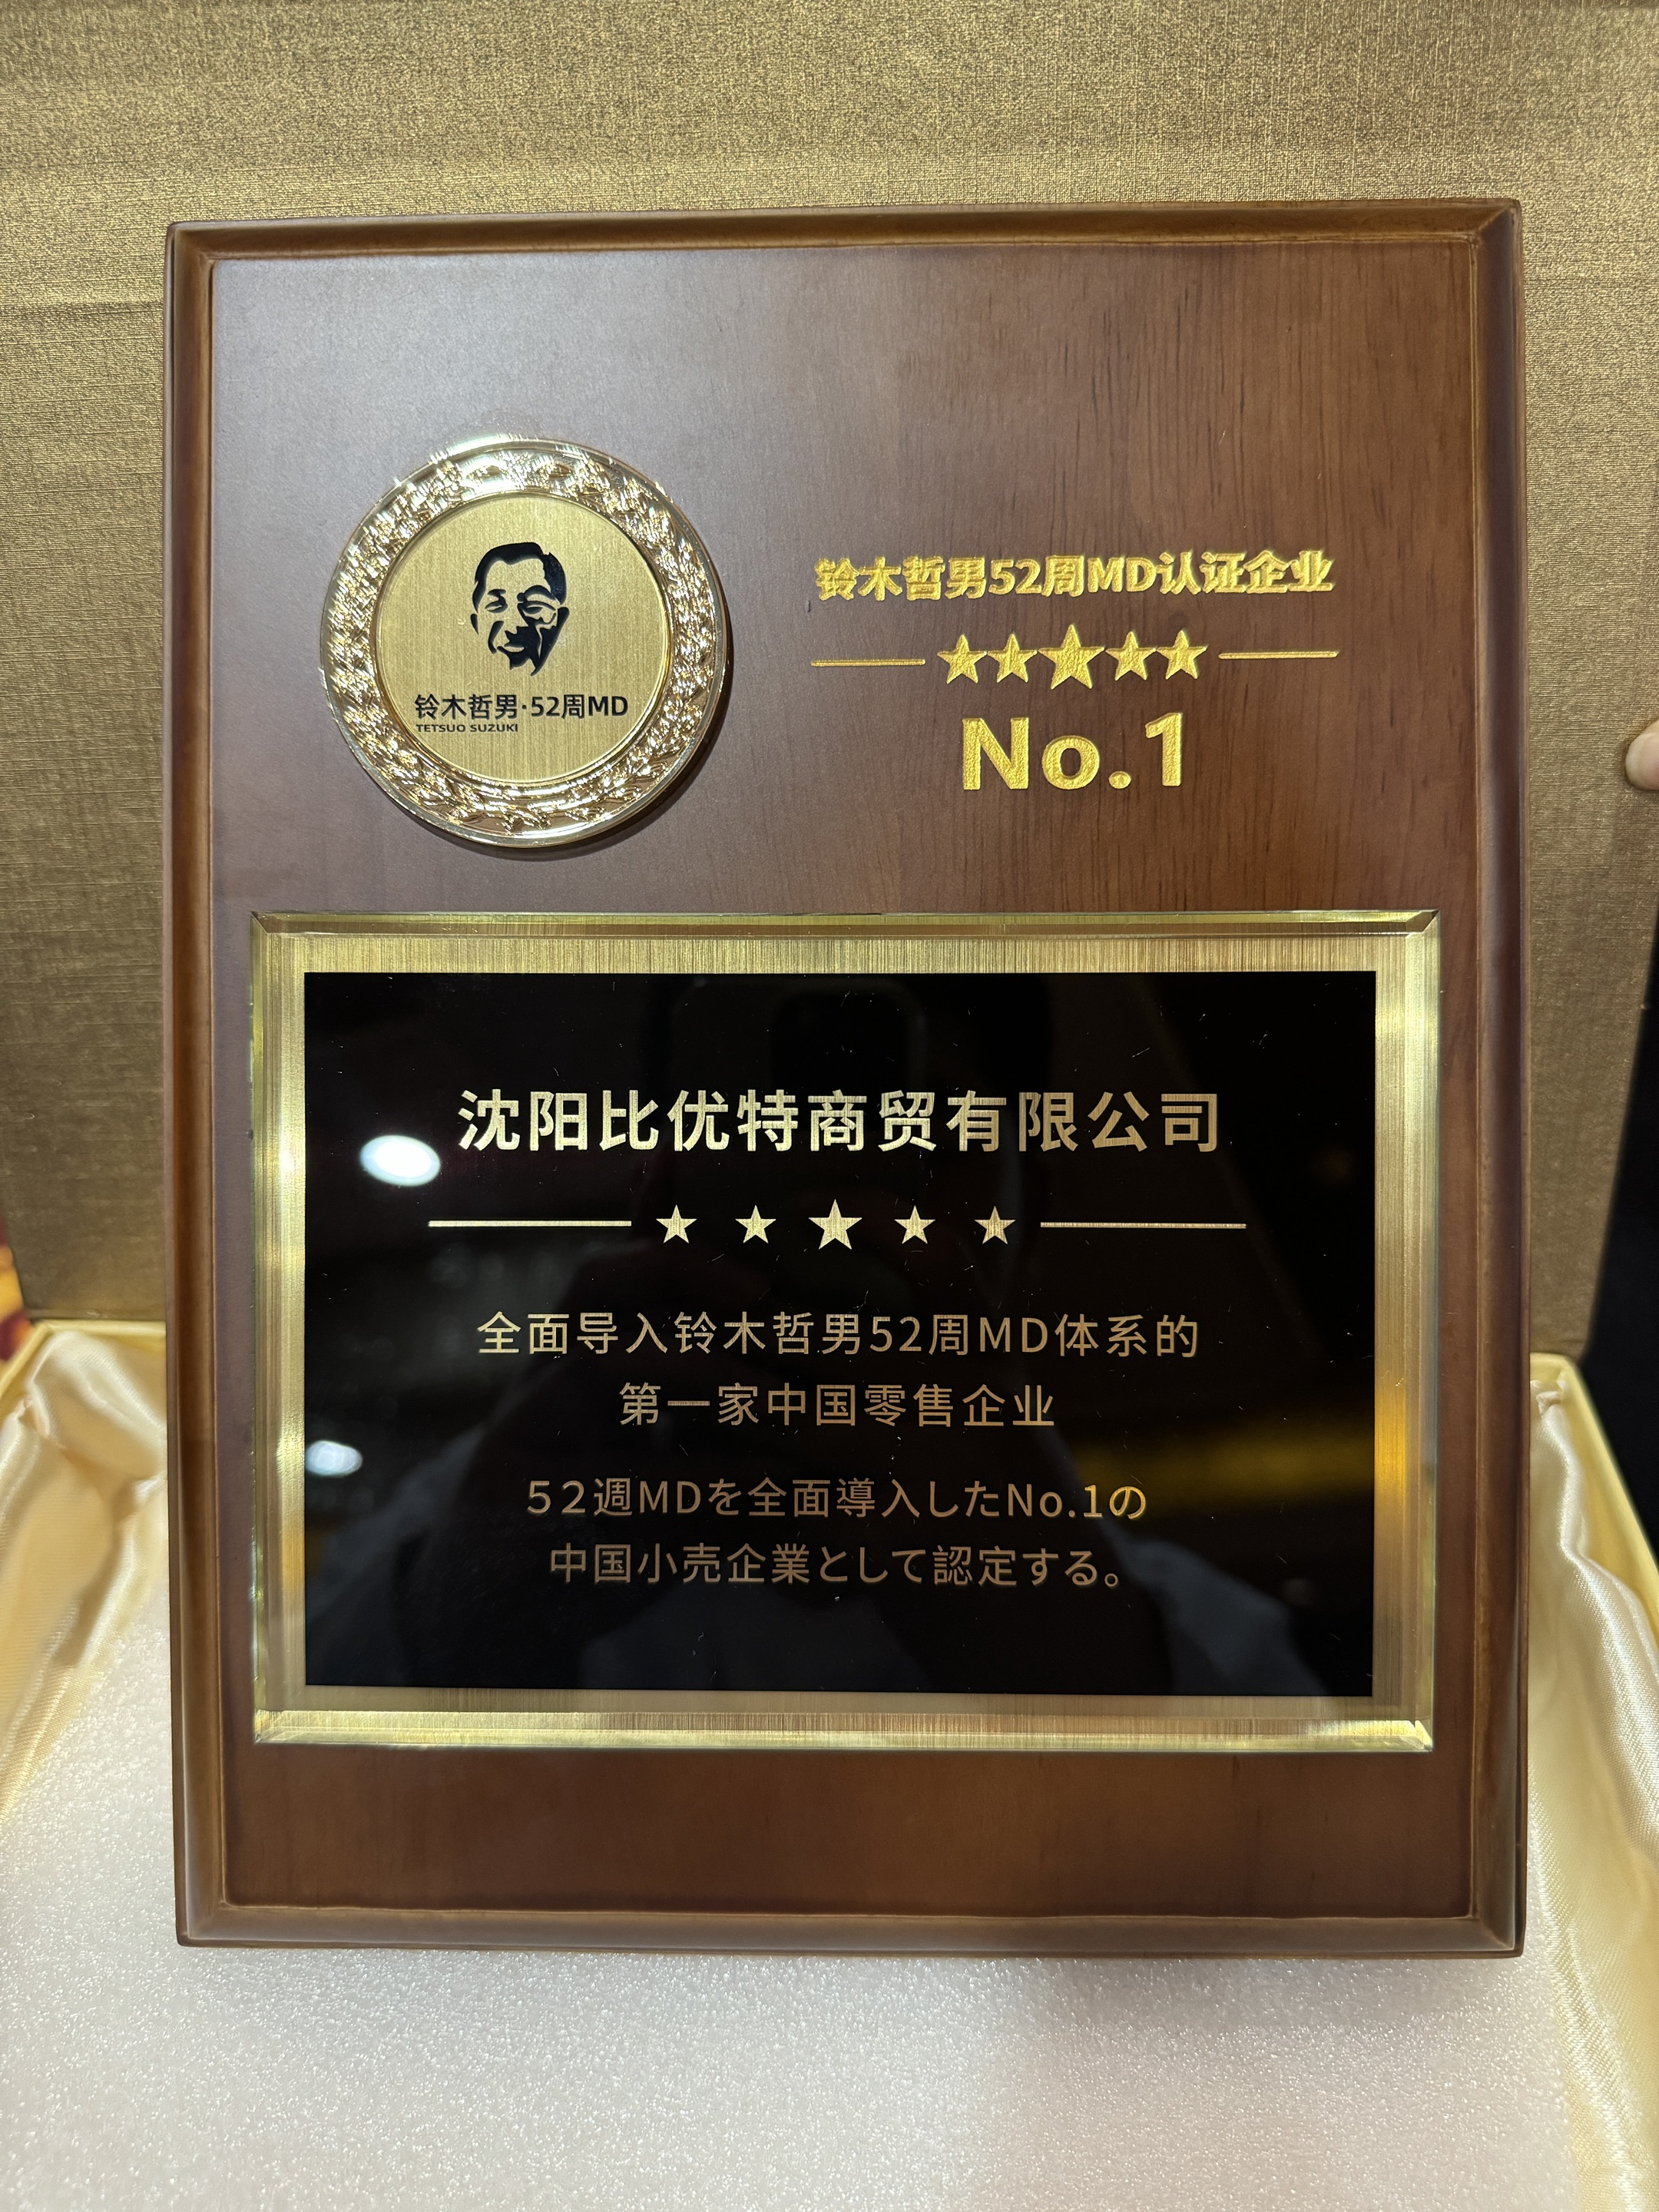 铃木哲男·52周MD
TETSUO SUZUKI
铃木哲男52周MD认证企业
No.1
沈阳比优特商贸有限公司
全面导入铃木哲男52周MD体系的
第一家中国零售企业
５２週MDを全面導入したNo.1の
中国小売企業として認定する。